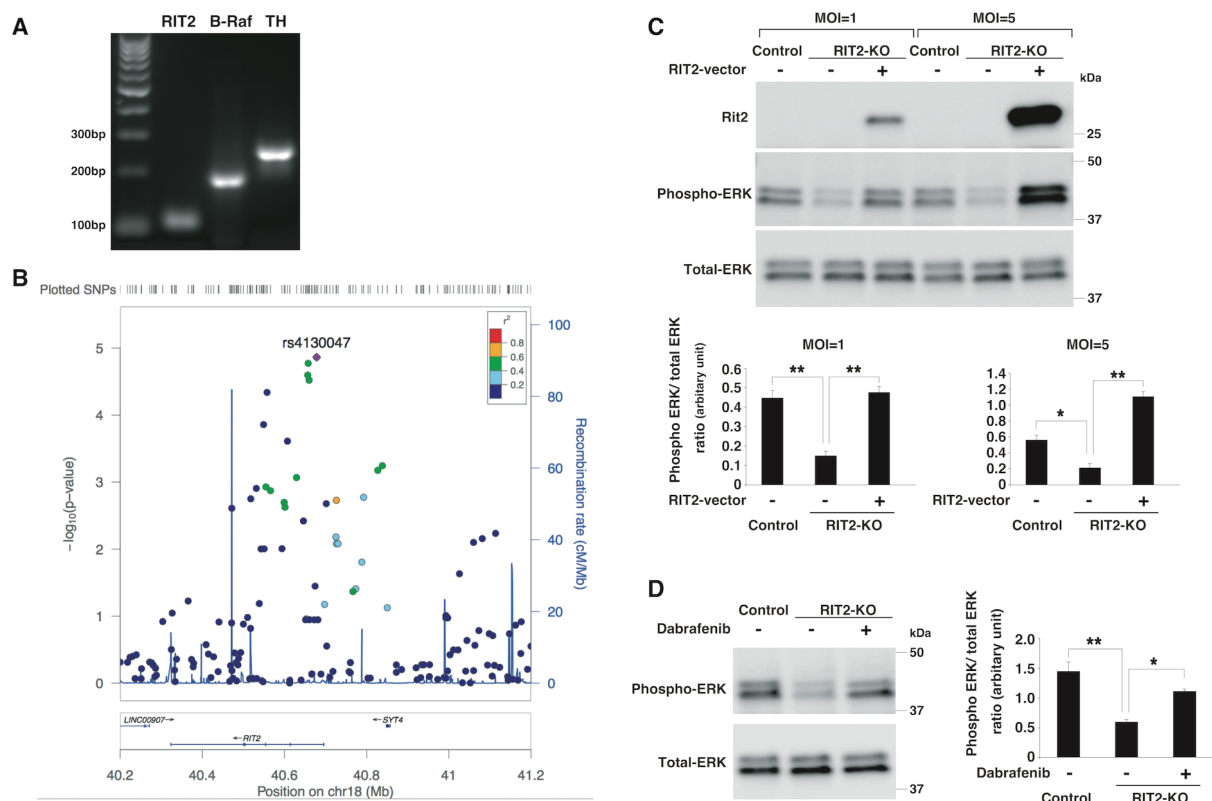 A
RIT2 B-Raf TH
300bp
200bp
100bp
B
Plotted SNPs
rs4130047
r²
0.8
0.6
0.4
0.2
5
4
3
2
1
0
−log₁₀(p−value)
100
80
60
40
20
0
Recombination rate (cM/Mb)
LINC00907→
←SYT4
←RIT2
40.2 40.4 40.6 40.8 41 41.2
Position on chr18 (Mb)
C
MOI=1 MOI=5
Control RIT2-KO Control RIT2-KO
RIT2-vector - - + - - +
kDa
Rit2
25
50
Phospho-ERK
37
Total-ERK
37
MOI=1
Phospho ERK/ total ERK
ratio (arbitary unit)
0.6
0.5
0.4
0.3
0.2
0.1
0
** **
RIT2-vector - - +
Control RIT2-KO
MOI=5
1.4
1.2
1.0
0.8
0.6
0.4
0.2
0
* **
RIT2-vector - - +
Control RIT2-KO
D
Control RIT2-KO
Dabrafenib - - +
kDa
50
Phospho-ERK
37
Total-ERK
37
Phospho ERK/ total ERK
ratio (arbitary unit)
2.0
1.5
1.0
0.5
0
** *
Dabrafenib - - +
Control RIT2-KO